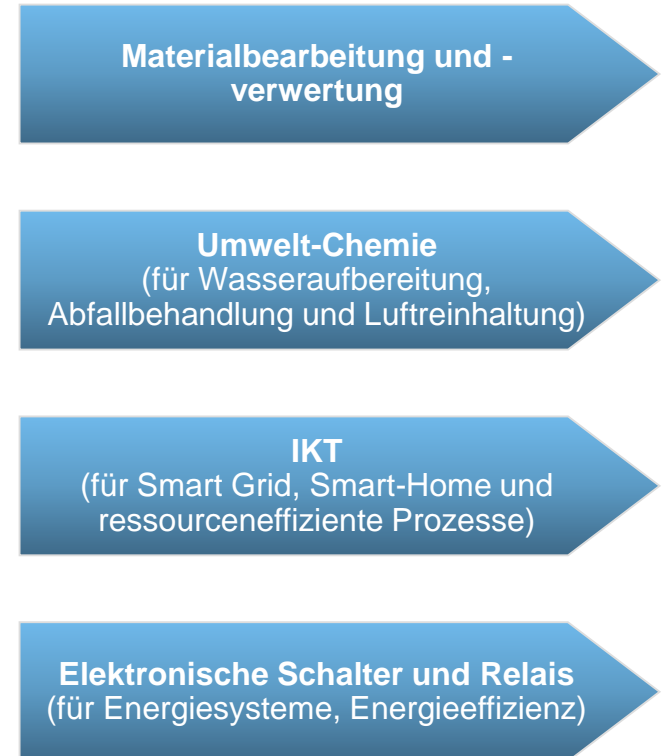 Materialbearbeitung und -
verwertung
Umwelt-Chemie
(für Wasseraufbereitung,
Abfallbehandlung und Luftreinhaltung)
IKT
(für Smart Grid, Smart-Home und
ressourceneffiziente Prozesse)
Elektronische Schalter und Relais
(für Energiesysteme, Energieeffizienz)